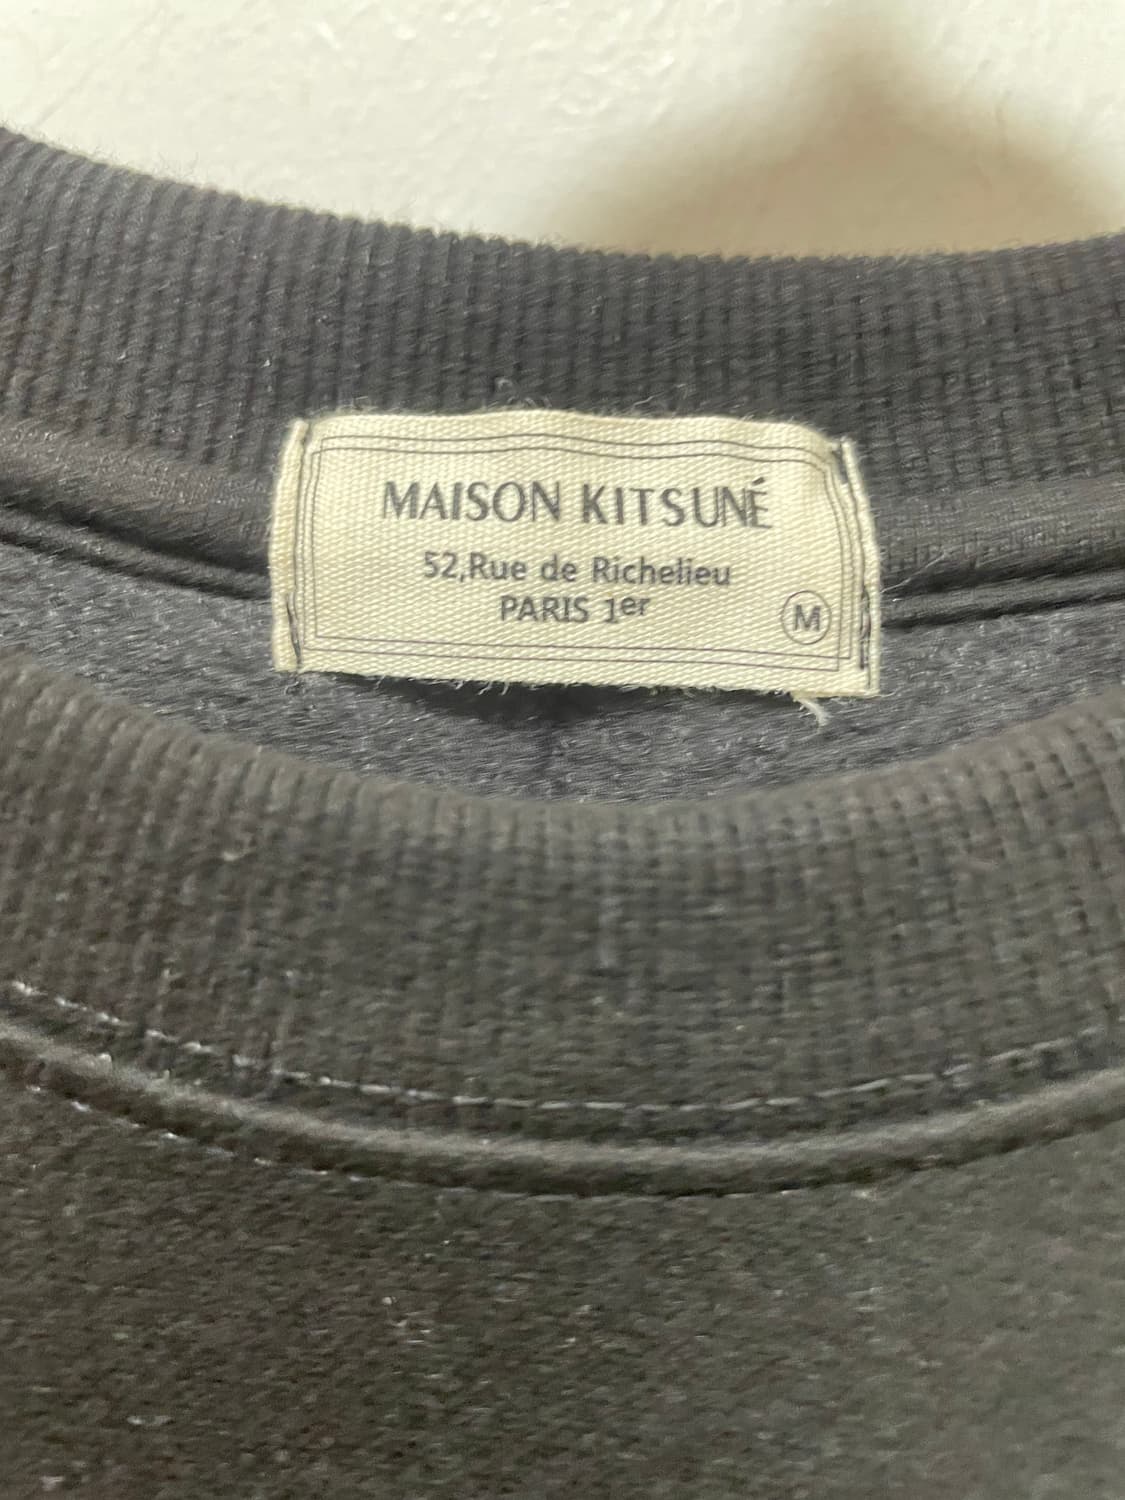 MAISON KITSUNÉ
52,Rue de Richelieu
PARIS 1er
M